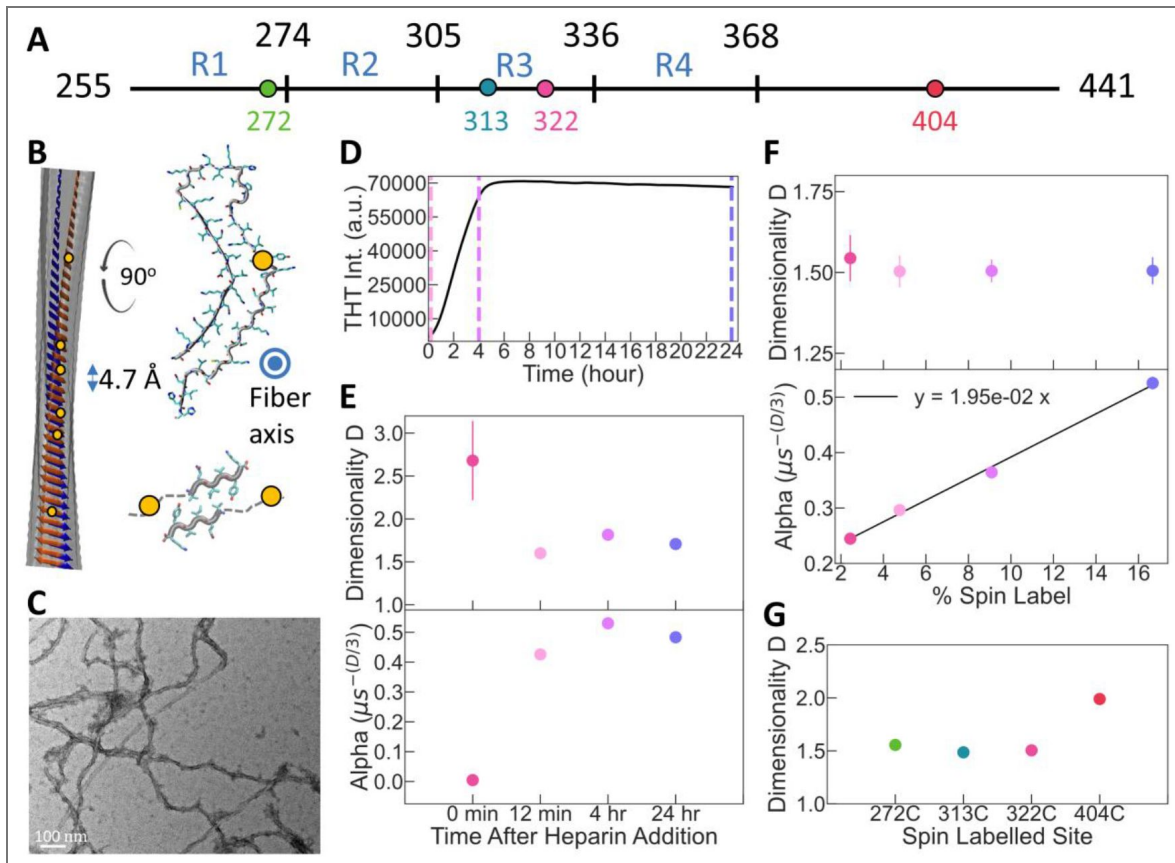 A
255 R1 274 R2 305 R3 336 R4 368 441
272 313 322 404
B
90º
4.7 Å
Fiber
axis
C
100 nm
D
THT Int. (a.u.)
70000
55000
40000
25000
10000
0 2 4 6 8 10 12 14 16 18 20 22 24
Time (hour)
E
Dimensionality D
3.0
2.5
2.0
1.5
1.0
Alpha (μs⁻⁽ᴰ/³⁾)
0.5
0.4
0.3
0.2
0.1
0.0
0 min 12 min 4 hr 24 hr
Time After Heparin Addition
F
Dimensionality D
1.75
1.50
1.25
Alpha (μs⁻⁽ᴰ/³⁾)
0.5
0.4
0.3
0.2
y = 1.95e-02 x
2 4 6 8 10 12 14 16
% Spin Label
G
Dimensionality D
2.5
2.0
1.5
1.0
272C 313C 322C 404C
Spin Labelled Site